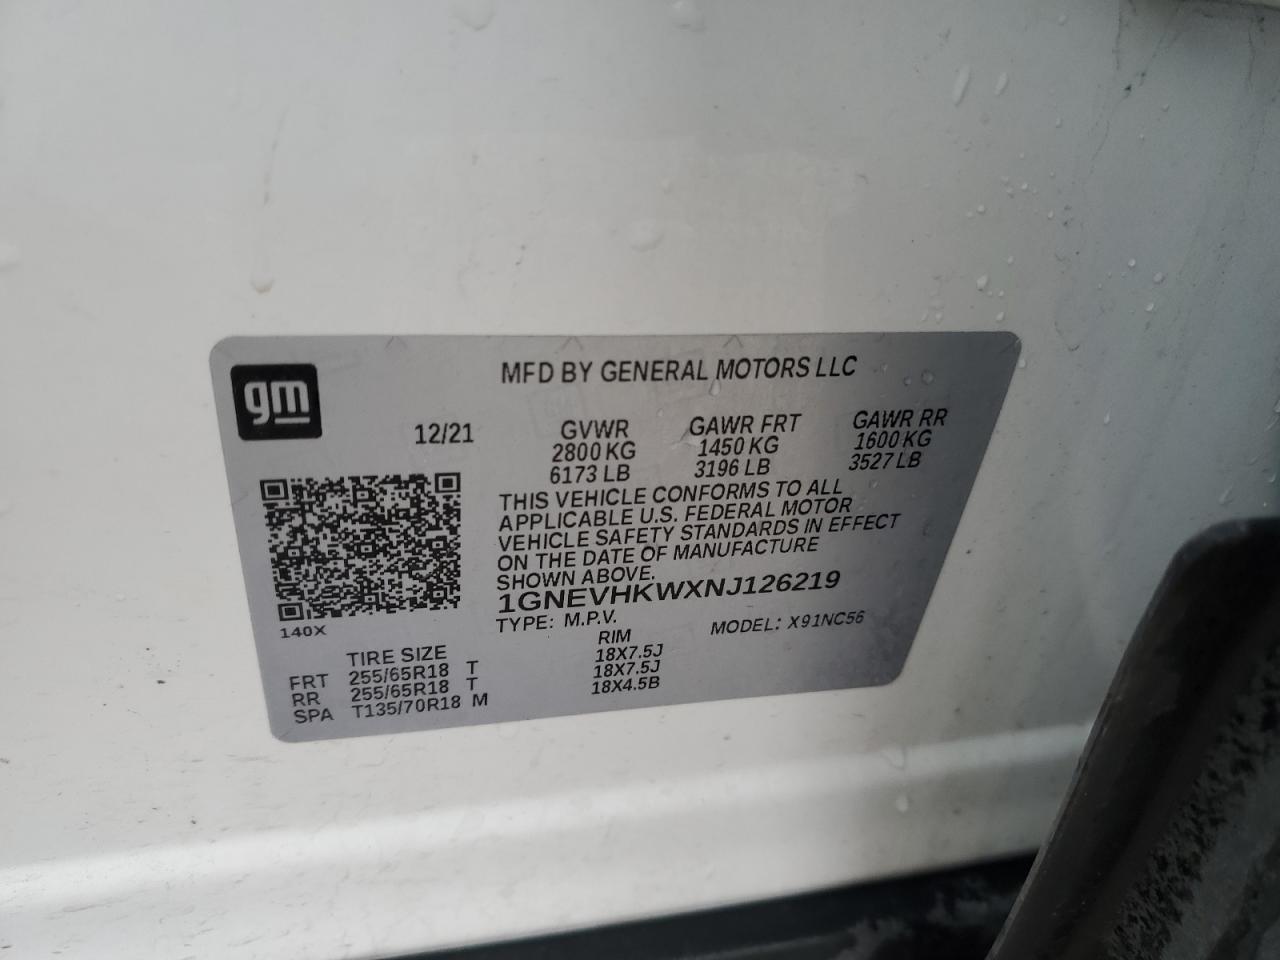 gm
MFD BY GENERAL MOTORS LLC
12/21
GVWR GAWR FRT GAWR RR
2800 KG 1450 KG 1600 KG
6173 LB 3196 LB 3527 LB
THIS VEHICLE CONFORMS TO ALL
APPLICABLE U.S. FEDERAL MOTOR
VEHICLE SAFETY STANDARDS IN EFFECT
ON THE DATE OF MANUFACTURE
SHOWN ABOVE.
1GNEVHKWXNJ126219
TYPE: M.P.V. MODEL: X91NC56
140X
TIRE SIZE RIM
FRT 255/65R18 T 18X7.5J
RR 255/65R18 T 18X7.5J
SPA T135/70R18 M 18X4.5B